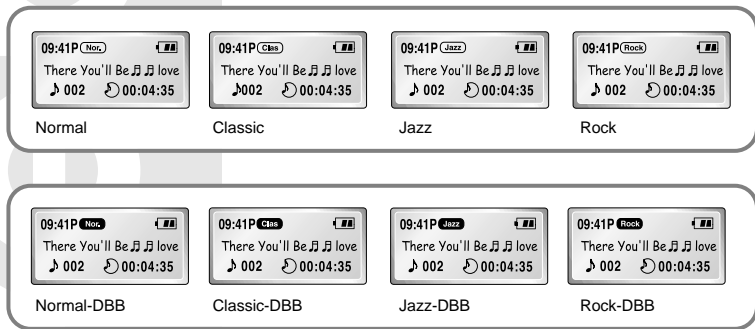 09:41P Nor. 09:41P Clas 09:41P Jazz 09:41P Rock
There You'll Be ♫ ♫ love There You'll Be ♫ ♫ love There You'll Be ♫ ♫ love There You'll Be ♫ ♫ love
♪ 002 00:04:35 ♪002 00:04:35 ♪ 002 00:04:35 ♪ 002 00:04:35
Normal Classic Jazz Rock
09:41P Nor. 09:41P Clas 09:41P Jazz 09:41P Rock
There You'll Be ♫ ♫ love There You'll Be ♫ ♫ love There You'll Be ♫ ♫ love There You'll Be ♫ ♫ love
♪ 002 00:04:35 ♪ 002 00:04:35 ♪ 002 00:04:35 ♪ 002 00:04:35
Normal-DBB Classic-DBB Jazz-DBB Rock-DBB